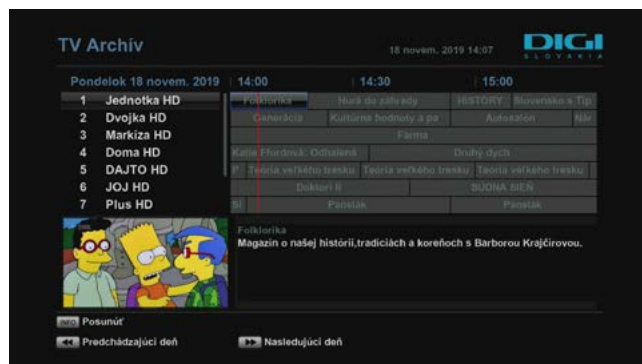 TV Archív
18 novem. 2019 14:07
DIGI
SLOVAKIA
Pondelok 18 novem. 2019 14:00 14:30 15:00
1 Jednotka HD Folklorika Hurá do záhrady HISTORY Slovensko a Tip
2 Dvojka HD Generácia Kultúrne hodnoty a pa Autosalón Náv
3 Markíza HD Farma
4 Doma HD Katie Ffordová: Odhalená Druhý dych
5 DAJTO HD P Teória veľkého tresku Teória veľkého tresku Teória veľkého tresku
6 JOJ HD Doktori II SÚDNA SIEŇ
7 Plus HD SI Panelák Panelák
Folklorika
Magazín o našej histórii,tradíciách a koreňoch s Barborou Krajčírovou.
INFO Posunúť
Predchádzajúci deň Nasledujúci deň